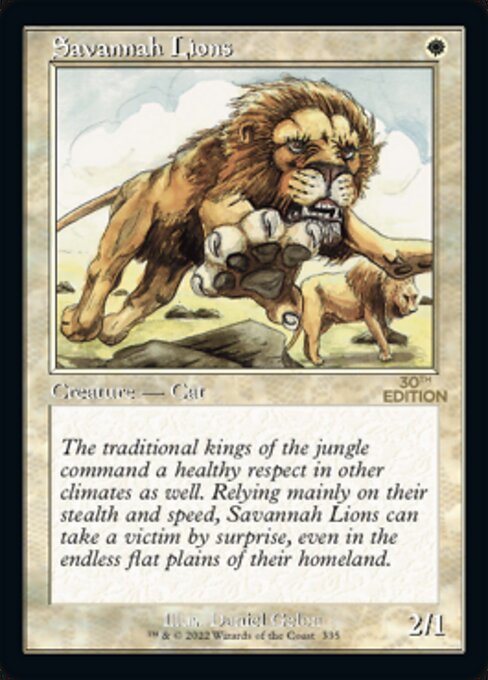 Savannah Lions
Creature — Cat
30TH
EDITION
The traditional kings of the jungle
command a healthy respect in other
climates as well. Relying mainly on their
stealth and speed, Savannah Lions can
take a victim by surprise, even in the
endless flat plains of their homeland.
Illus. Daniel Gelon
2/1
™ & © 2022 Wizards of the Coast 335